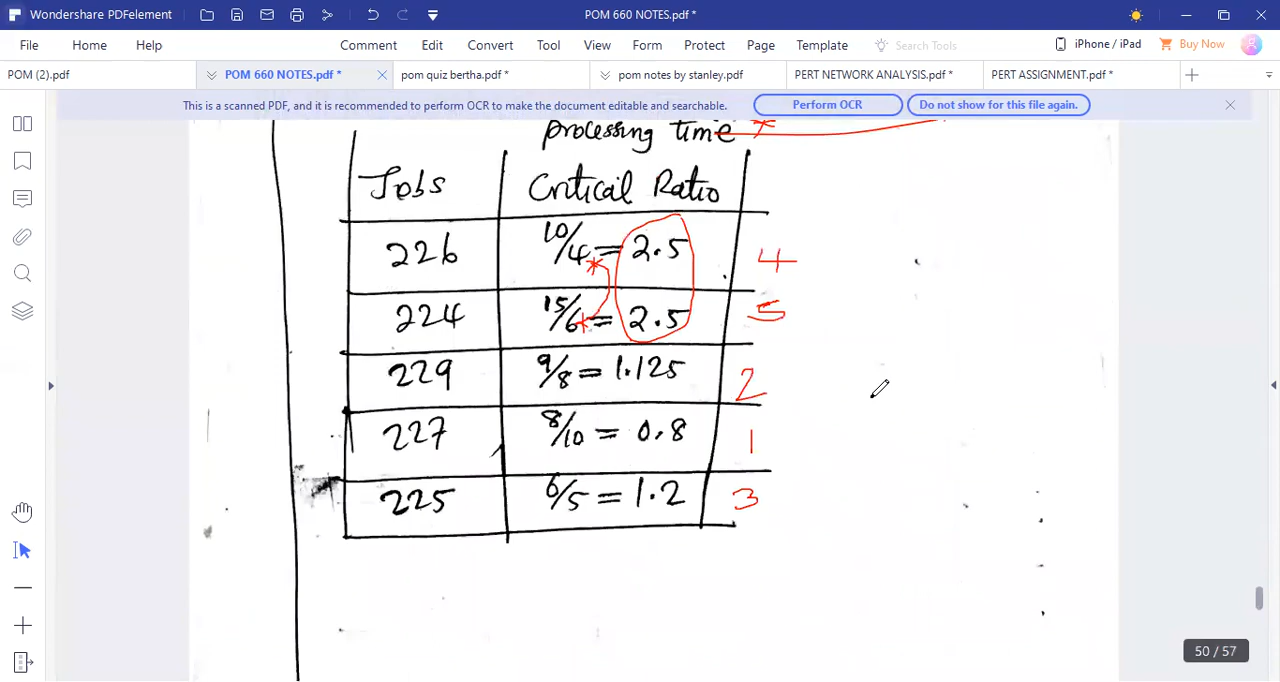 Wondershare PDFelement
POM 660 NOTES.pdf *
File Home Help Comment Edit Convert Tool View Form Protect Page Template Search Tools iPhone / iPad Buy Now
POM (2).pdf POM 660 NOTES.pdf * pom quiz bertha.pdf * pom notes by stanley.pdf PERT NETWORK ANALYSIS.pdf * PERT ASSIGNMENT.pdf *
This is a scanned PDF, and it is recommended to perform OCR to make the document editable and searchable. Perform OCR Do not show for this file again.
processing time *
Jobs Critical Ratio
226 10/4 = 2.5 4
224 15/6 = 2.5 5
229 9/8 = 1.125 2
227 8/10 = 0.8 1
225 6/5 = 1.2 3
50 / 57